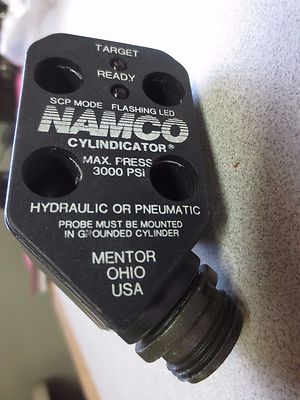 TARGET
READY
SCP MODE FLASHING LED
NAMCO
CYLINDICATOR®
MAX. PRESS
3000 PSi
HYDRAULIC OR PNEUMATIC
PROBE MUST BE MOUNTED
IN GROUNDED CYLINDER
MENTOR
OHIO
USA